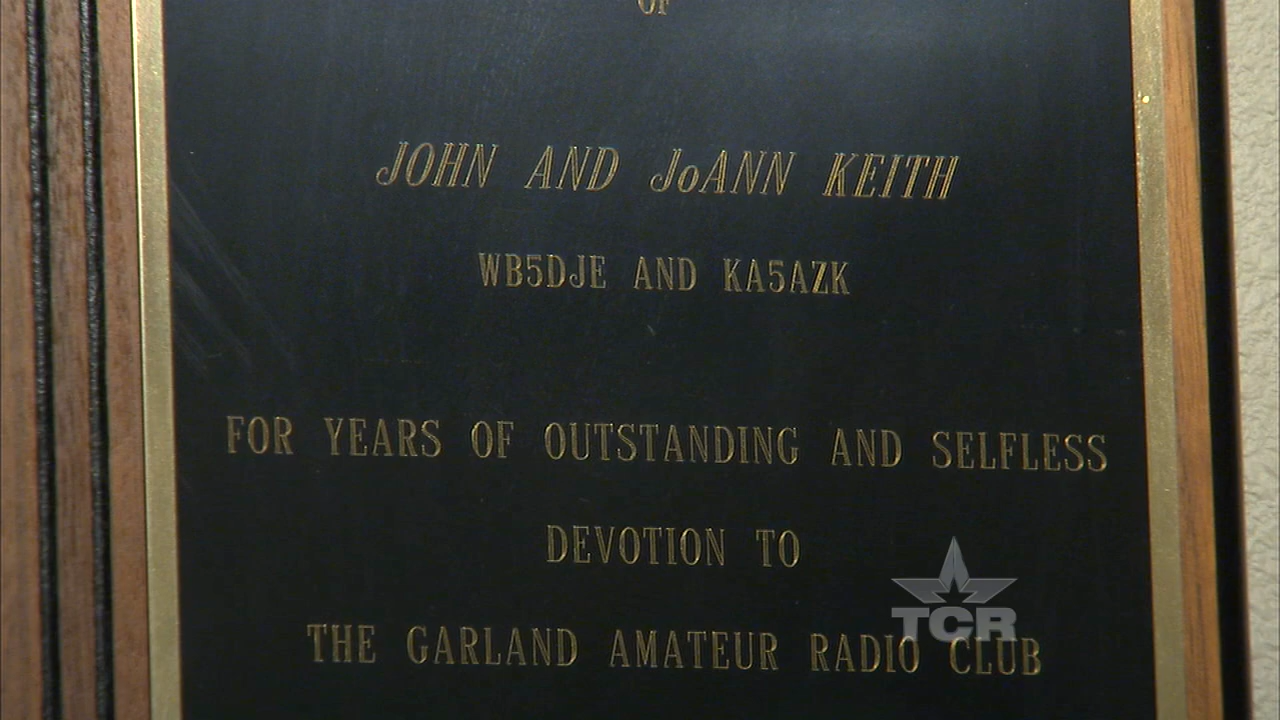 OF
JOHN AND JoANN KEITH
WB5DJE AND KA5AZK
FOR YEARS OF OUTSTANDING AND SELFLESS
DEVOTION TO
THE GARLAND AMATEUR RADIO CLUB
TCR